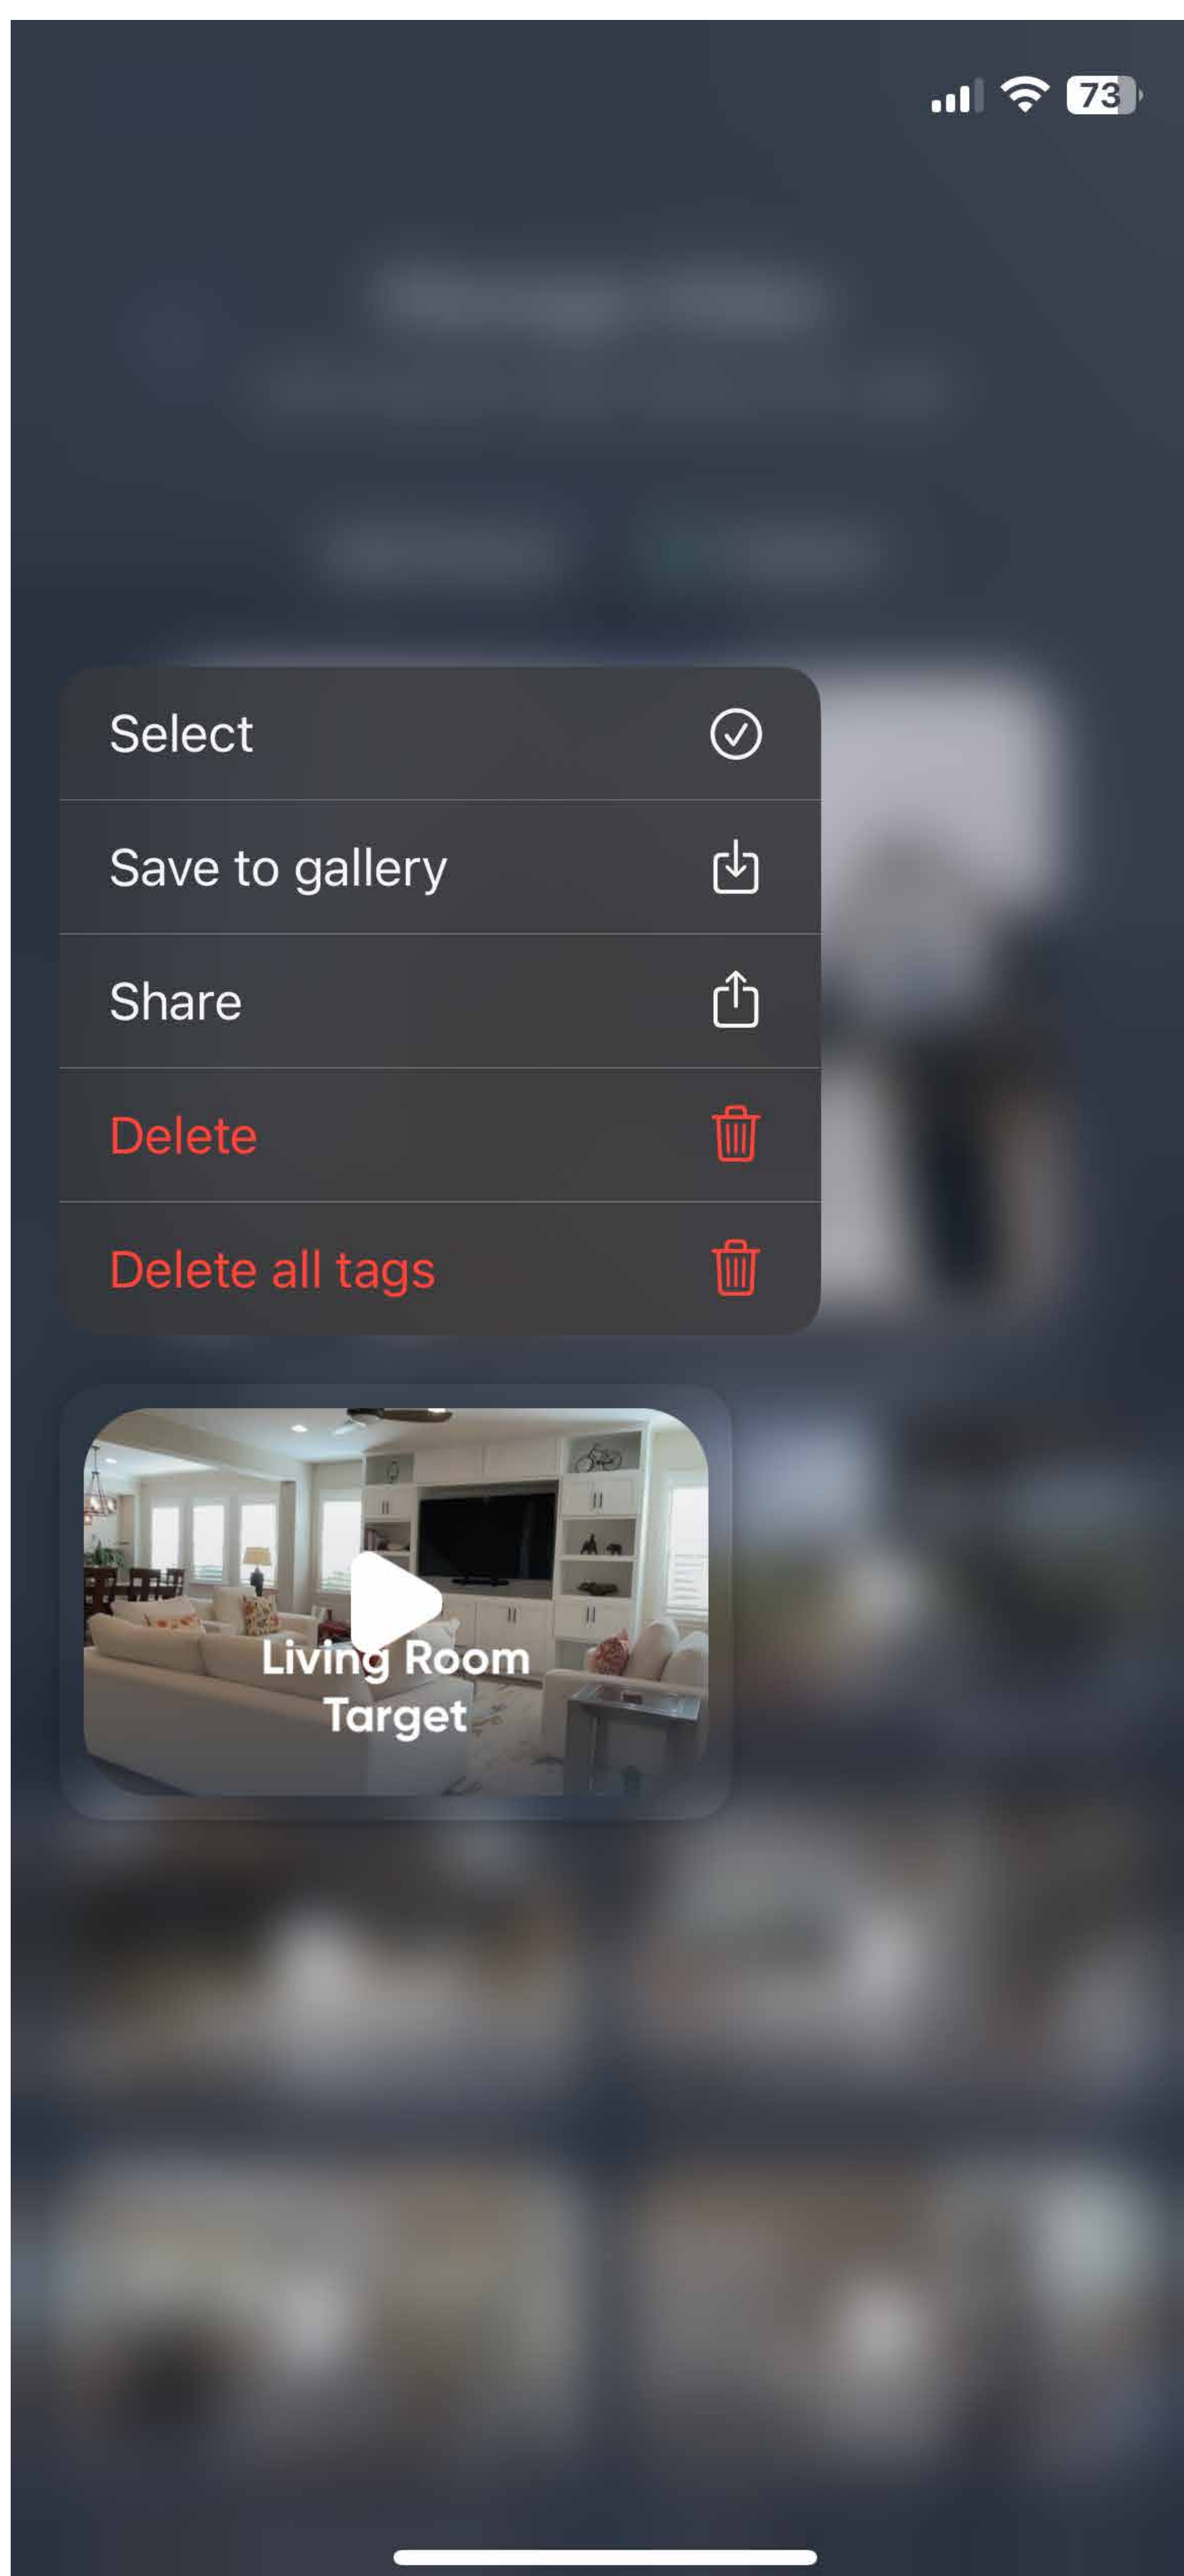 73
Select
Save to gallery
Share
Delete
Delete all tags
Living Room
Target